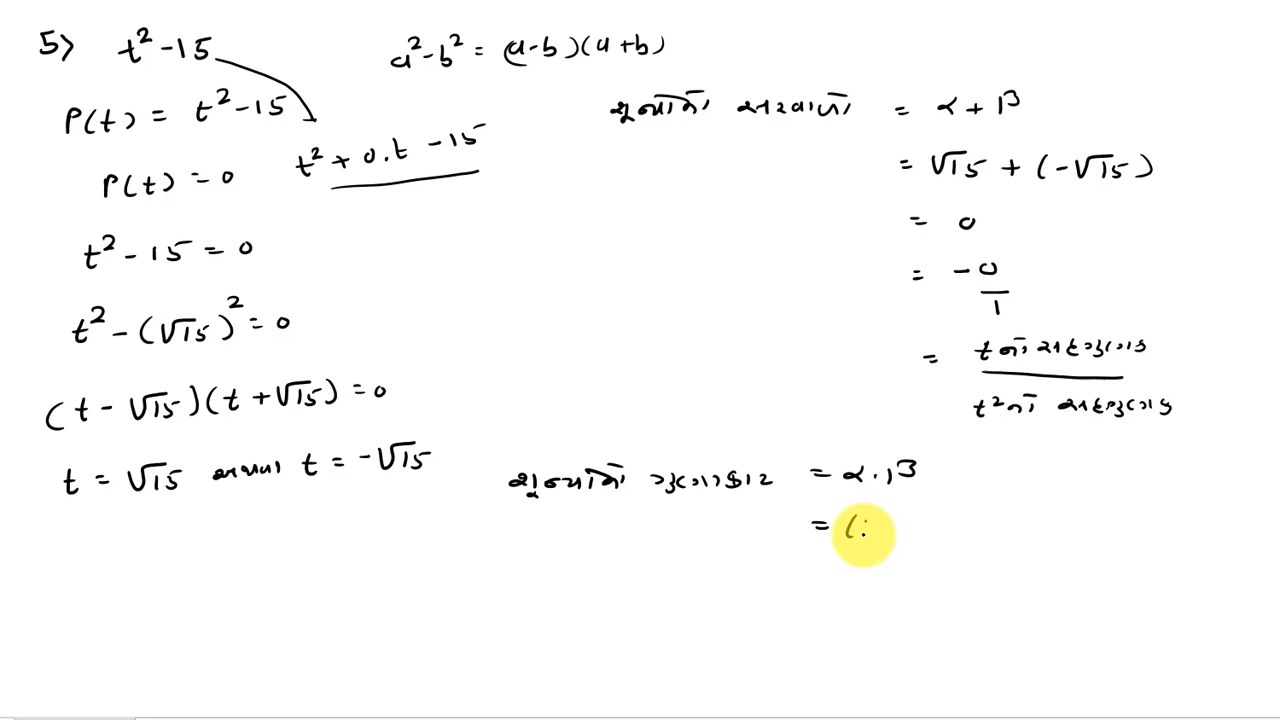 5) t² - 15
a² - b² = (a - b)(a + b)
P(t) = t² - 15
t² + 0.t - 15
P(t) = 0
t² - 15 = 0
t² - (√15)² = 0
(t - √15)(t + √15) = 0
t = √15 અથવા t = -√15
શૂન્યોનો સરવાળો = α + β
= √15 + (-√15)
= 0
= -0/1
= tનો સહગુણક / t²નો સહગુણક
શૂન્યોનો ગુણાકાર = α . β
= (